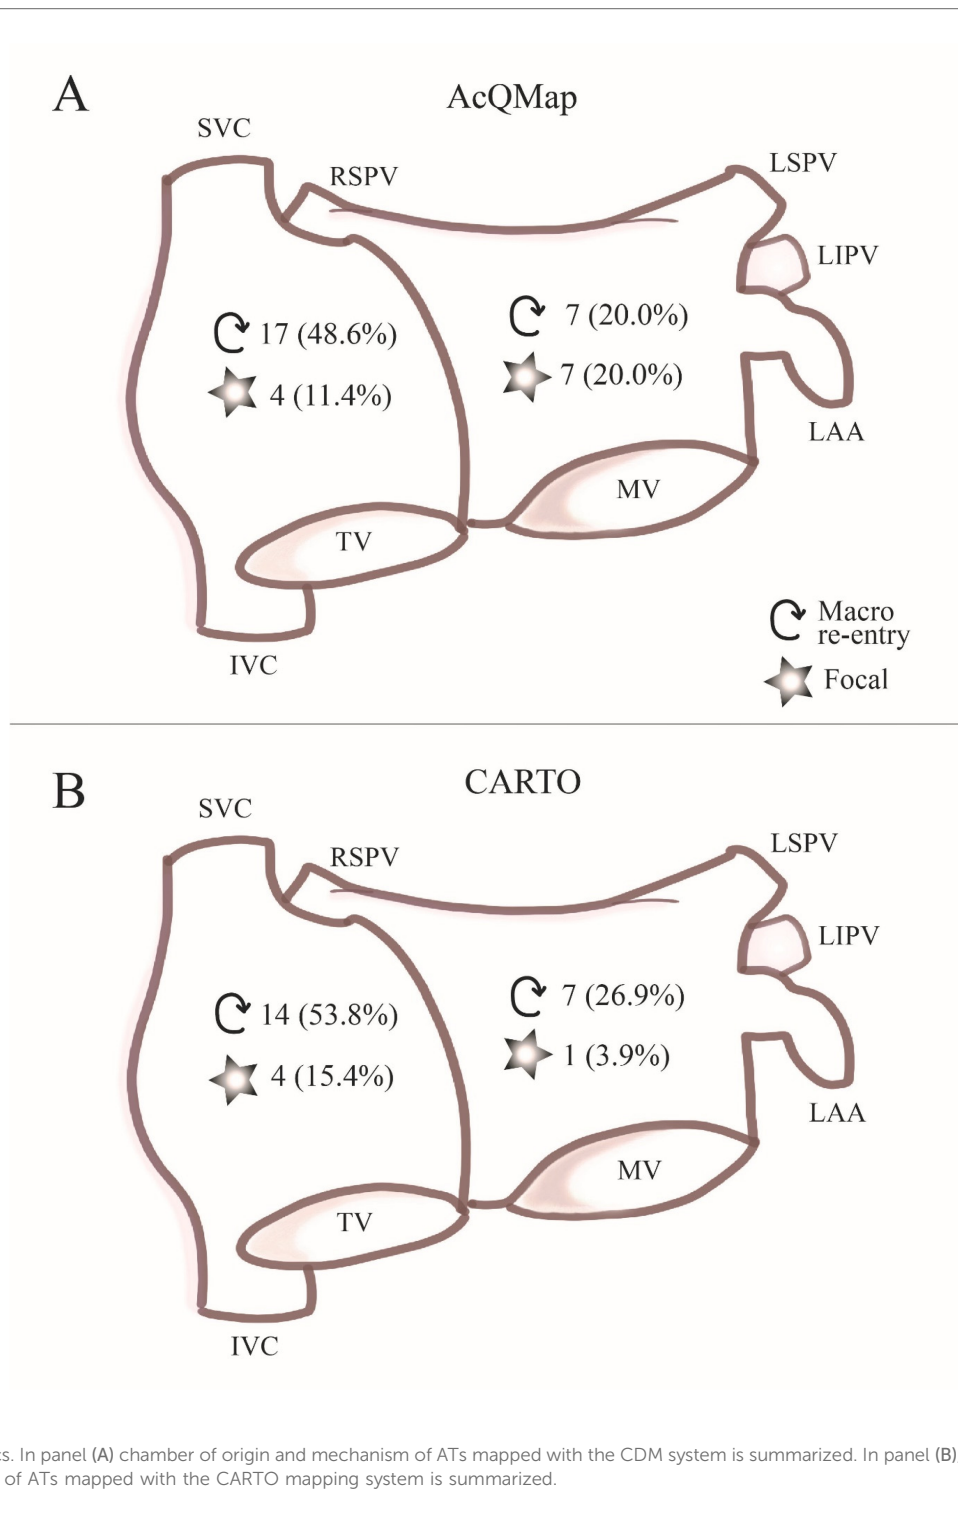 A
AcQMap
SVC
RSPV
LSPV
LIPV
17 (48.6%)
7 (20.0%)
4 (11.4%)
7 (20.0%)
LAA
MV
TV
IVC
Macro
re-entry
Focal
B
CARTO
SVC
RSPV
LSPV
LIPV
14 (53.8%)
7 (26.9%)
4 (15.4%)
1 (3.9%)
LAA
MV
TV
IVC
In panel (A) chamber of origin and mechanism of ATs mapped with the CDM system is summarized. In panel (B)
of ATs mapped with the CARTO mapping system is summarized.